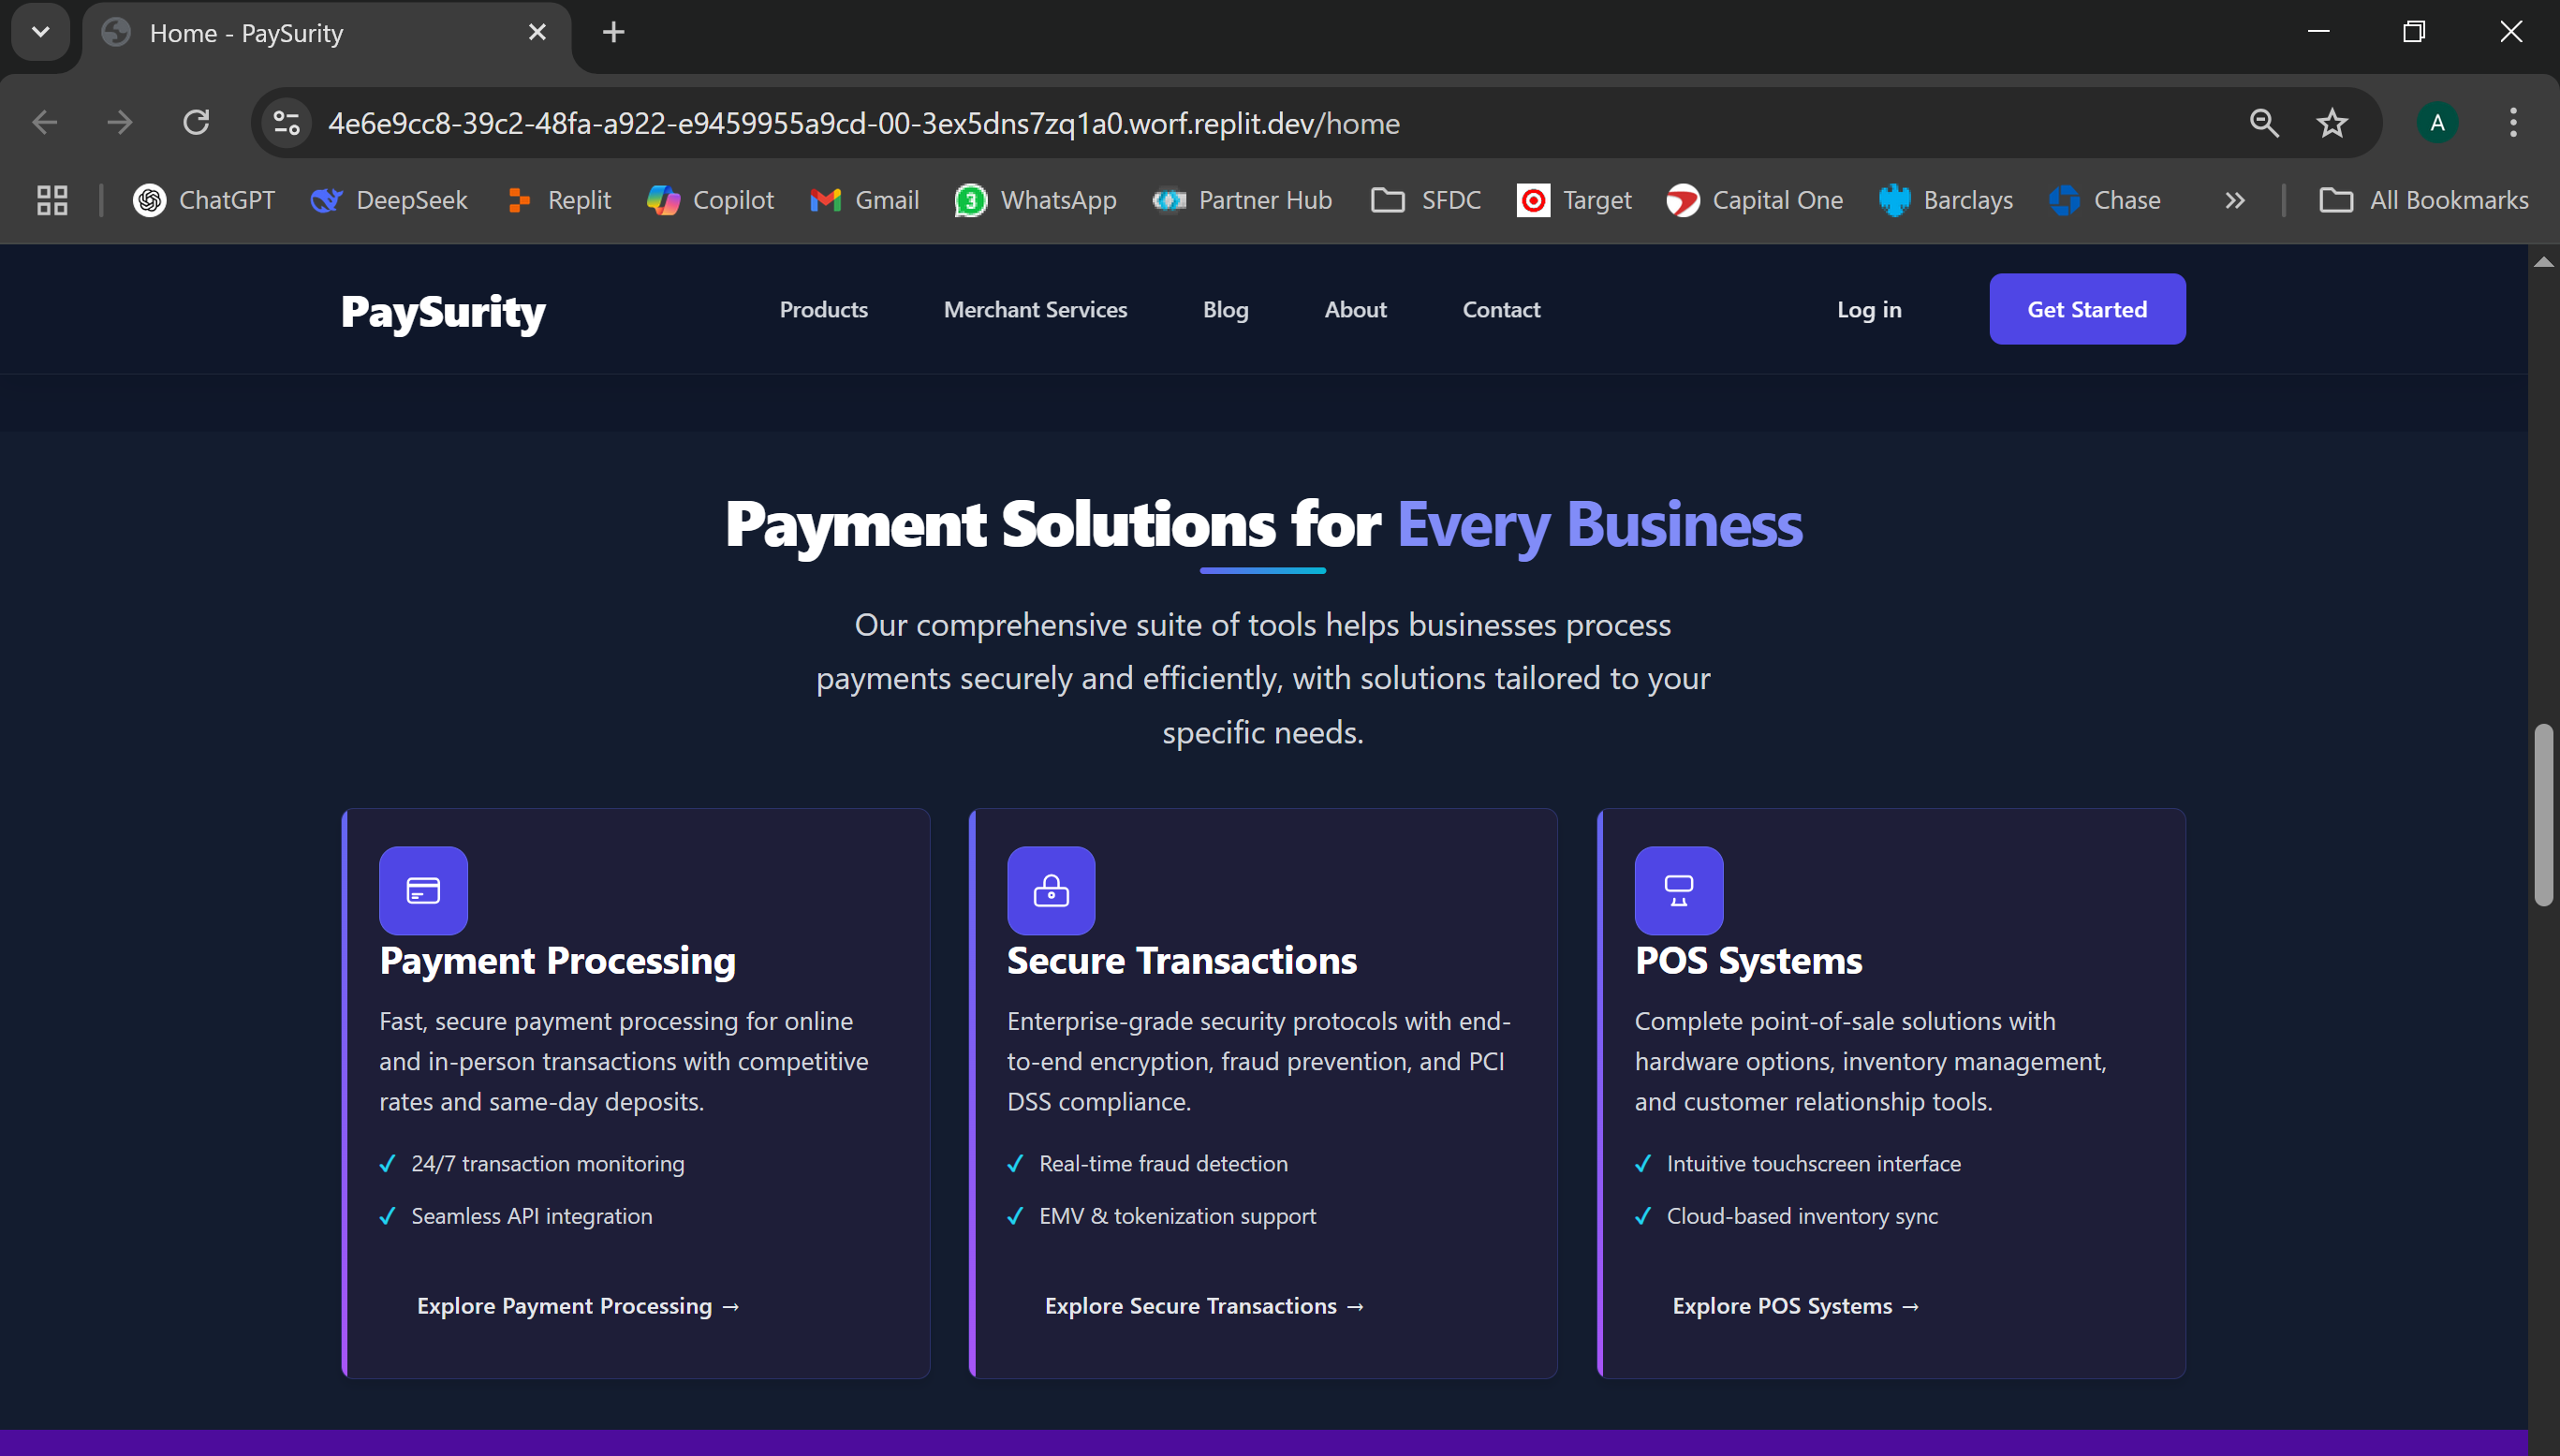 Home - PaySurity
4e6e9cc8-39c2-48fa-a922-e9459955a9cd-00-3ex5dns7zq1a0.worf.replit.dev/home
A
ChatGPT DeepSeek Replit Copilot Gmail 3 WhatsApp Partner Hub SFDC Target Capital One Barclays Chase All Bookmarks
PaySurity Products Merchant Services Blog About Contact Log in Get Started
Payment Solutions for Every Business
Our comprehensive suite of tools helps businesses process
payments securely and efficiently, with solutions tailored to your
specific needs.
Payment Processing
Fast, secure payment processing for online
and in-person transactions with competitive
rates and same-day deposits.
✓ 24/7 transaction monitoring
✓ Seamless API integration
Explore Payment Processing →
Secure Transactions
Enterprise-grade security protocols with end-
to-end encryption, fraud prevention, and PCI
DSS compliance.
✓ Real-time fraud detection
✓ EMV & tokenization support
Explore Secure Transactions →
POS Systems
Complete point-of-sale solutions with
hardware options, inventory management,
and customer relationship tools.
✓ Intuitive touchscreen interface
✓ Cloud-based inventory sync
Explore POS Systems →